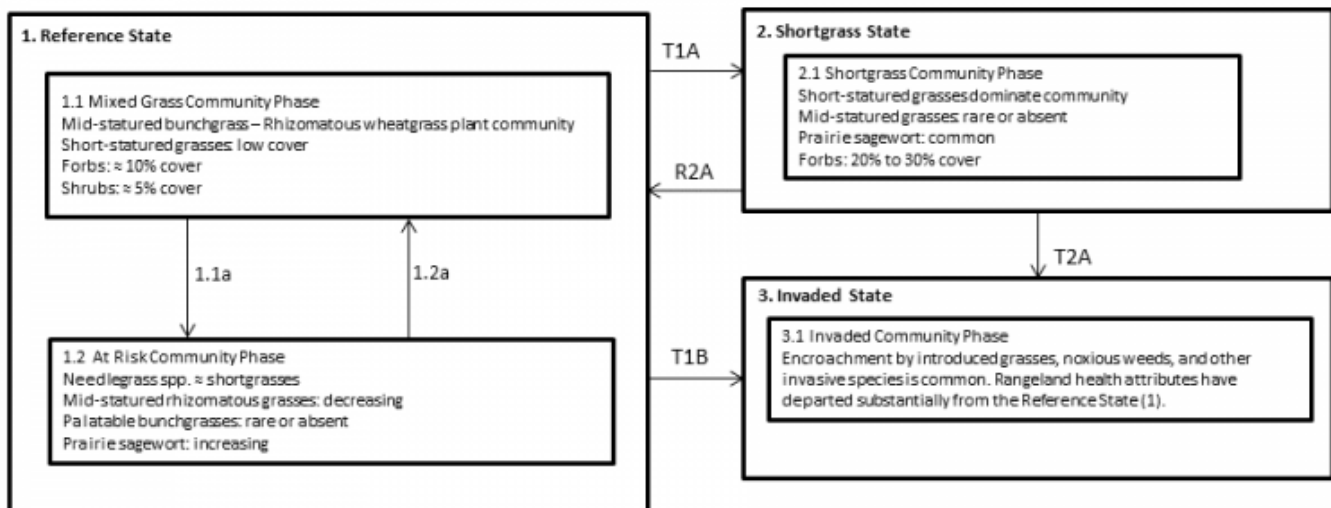 1. Reference State
1.1 Mixed Grass Community Phase
Mid-statured bunchgrass – Rhizomatous wheatgrass plant community
Short-statured grasses: low cover
Forbs: ≈ 10% cover
Shrubs: ≈ 5% cover
1.1a
1.2a
1.2 At Risk Community Phase
Needlegrass spp. ≈ shortgrasses
Mid-statured rhizomatous grasses: decreasing
Palatable bunchgrasses: rare or absent
Prairie sagewort: increasing
T1A
R2A
T1B
2. Shortgrass State
2.1 Shortgrass Community Phase
Short-statured grasses dominate community
Mid-statured grasses: rare or absent
Prairie sagewort: common
Forbs: 20% to 30% cover
T2A
3. Invaded State
3.1 Invaded Community Phase
Encroachment by introduced grasses, noxious weeds, and other
invasive species is common. Rangeland health attributes have
departed substantially from the Reference State (1).